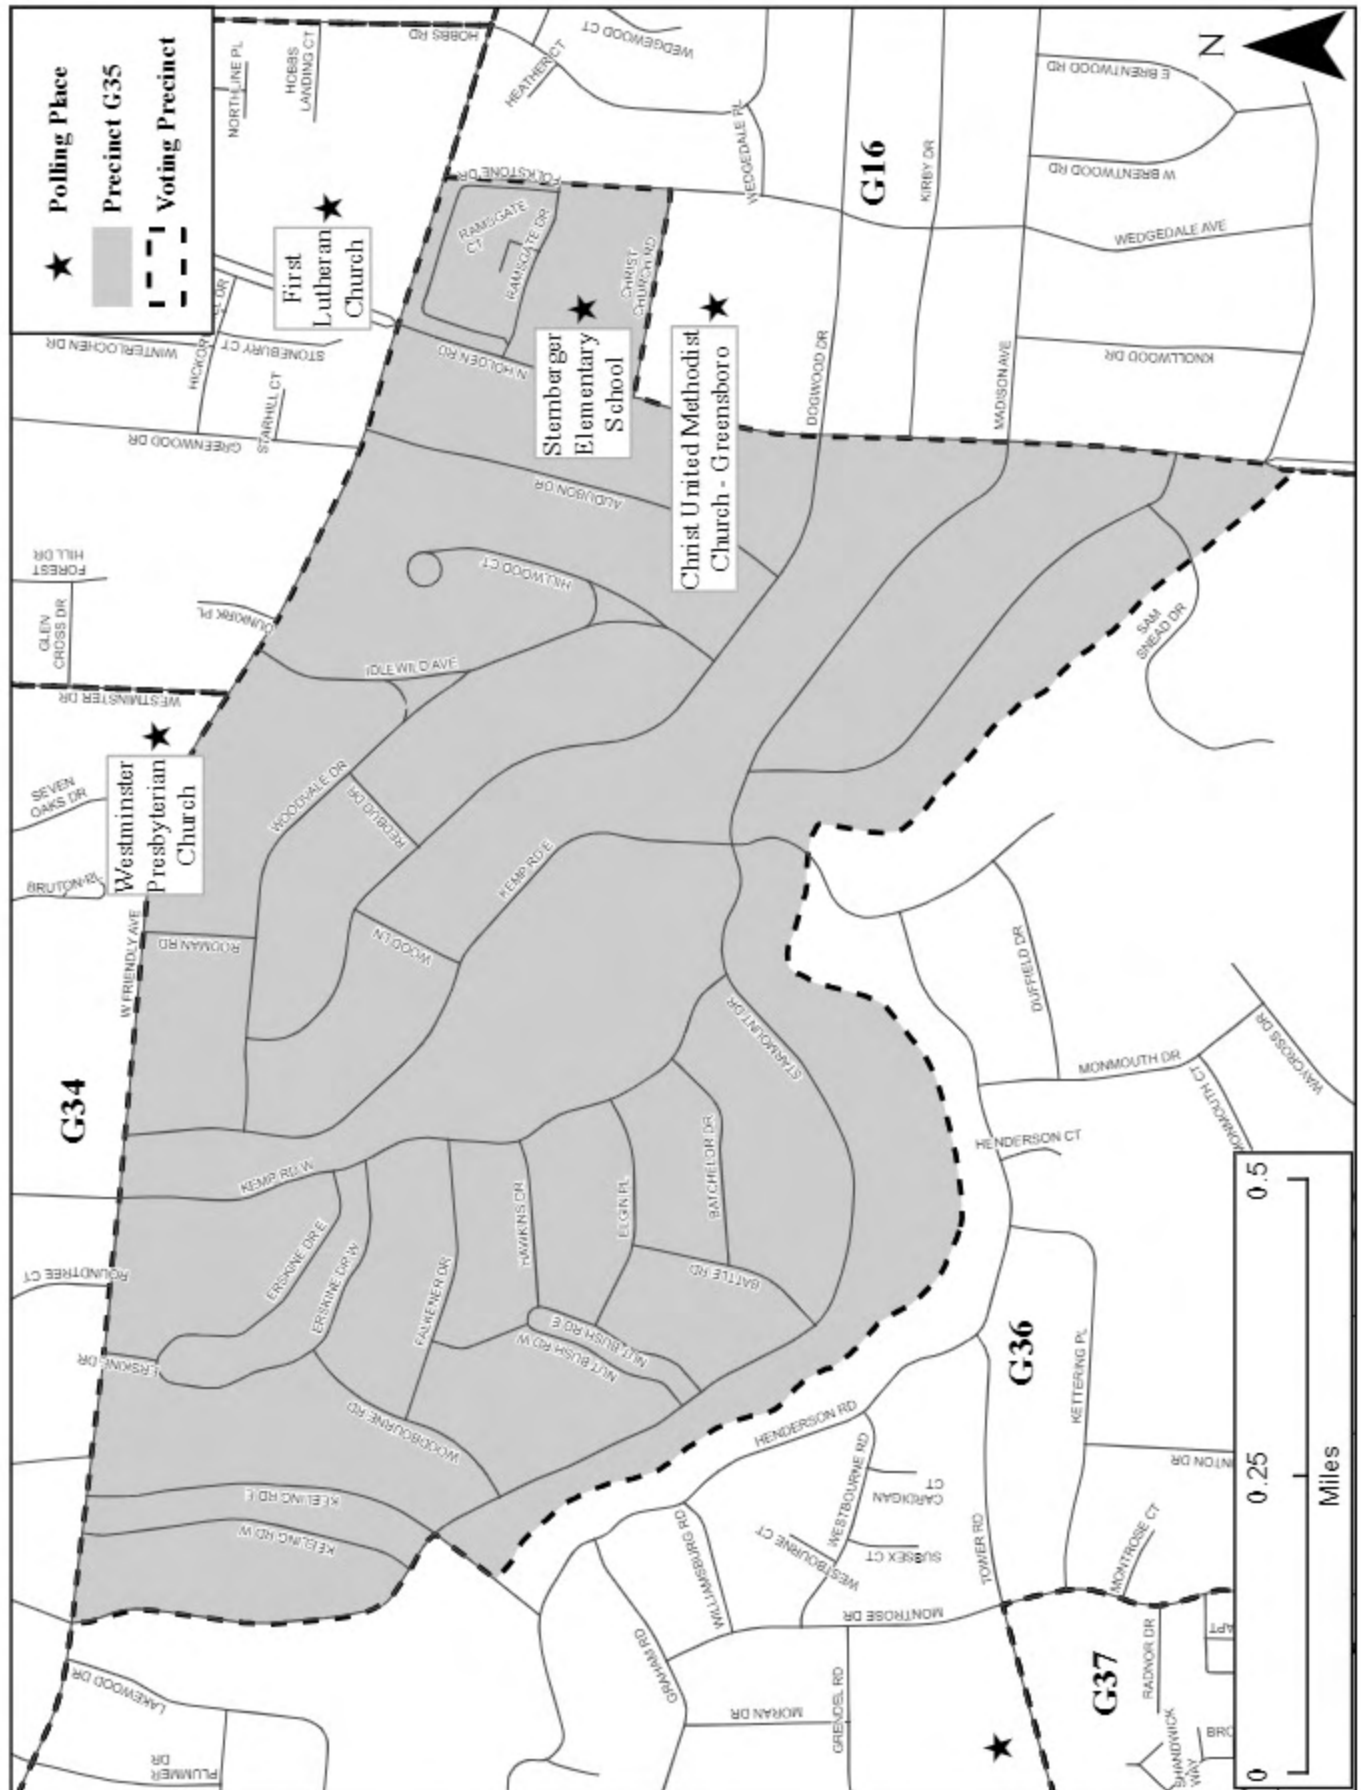 Polling Place
Precinct G35
Voting Precinct
N
NORTHLINE PL
HOBBS
LANDING CT
HOBBS RD
HEATHER CT
WEDGEWOOD CT
E BRENTWOOD RD
W BRENTWOOD RD
WEDGEDALE PL
G16
KIRBY DR
WEDGEDALE AVE
FOLKSTONE DR
RAMSGATE
CT
RAMSGATE DR
CHRIST
CHURCH RD
First
Lutheran
Church
WINTERLOCHEN DR
STONEBURY CT
STARHILL CT
GREENWOOD DR
N HOLDEN RD
Sternberger
Elementary
School
Christ United Methodist
Church - Greensboro
DOGWOOD DR
MADISON AVE
KNOLLWOOD DR
AUDUBON DR
HILLWOOD CT
FOREST
HILL DR
GLEN
CROSS DR
DUNKIRK PL
IDLEWILD AVE
WESTMINSTER DR
SAM
SNEAD DR
SEVEN
OAKS DR
BRUTON PL
Westminster
Presbyterian
Church
WOODVALE DR
REDBUD DR
KEMP RD E
W FRIENDLY AVE
RODMAN RD
WOOD LN
G34
STARMOUNT DR
DUFFIELD DR
MONMOUTH DR
MONMOUTH CT
WAYCROSS DR
HENDERSON CT
KEMP RD W
ERSKINE DR E
ERSKINE DR W
FALKENER DR
HAWKINS DR
ELGIN PL
BATCHELOR DR
BATTLE RD
ROUNDTREE CT
ERSKINE DR
NUT BUSH RD E
NUT BUSH RD W
WOODBOURNE RD
KEELING RD E
KEELING RD W
HENDERSON RD
G36
KETTERING PL
WESTBOURNE RD
CARDIGAN
CT
WESTBOURNE CT
SUSSEX CT
WILLIAMSBURG RD
TOWER RD
MONTROSE CT
MONTROSE DR
GRAHAM RD
LAKEWOOD DR
PLUMMER
DR
MORAN DR
GRENDEL RD
G37
RADNOR DR
SHANDWICK
WAY
BRO
APT
INTON DR
0
0.25
0.5
Miles